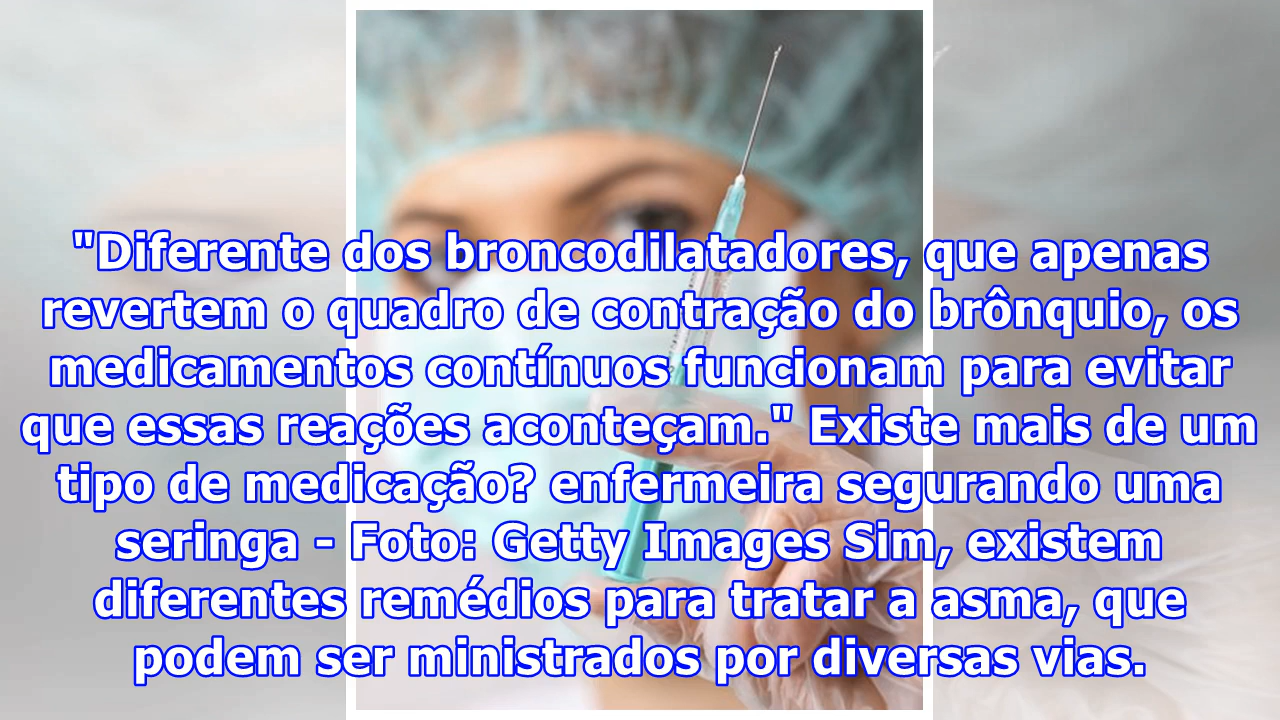 "Diferente dos broncodilatadores, que apenas
revertem o quadro de contração do brônquio, os
medicamentos contínuos funcionam para evitar
que essas reações aconteçam." Existe mais de um
tipo de medicação? enfermeira segurando uma
seringa - Foto: Getty Images Sim, existem
diferentes remédios para tratar a asma, que
podem ser ministrados por diversas vias.